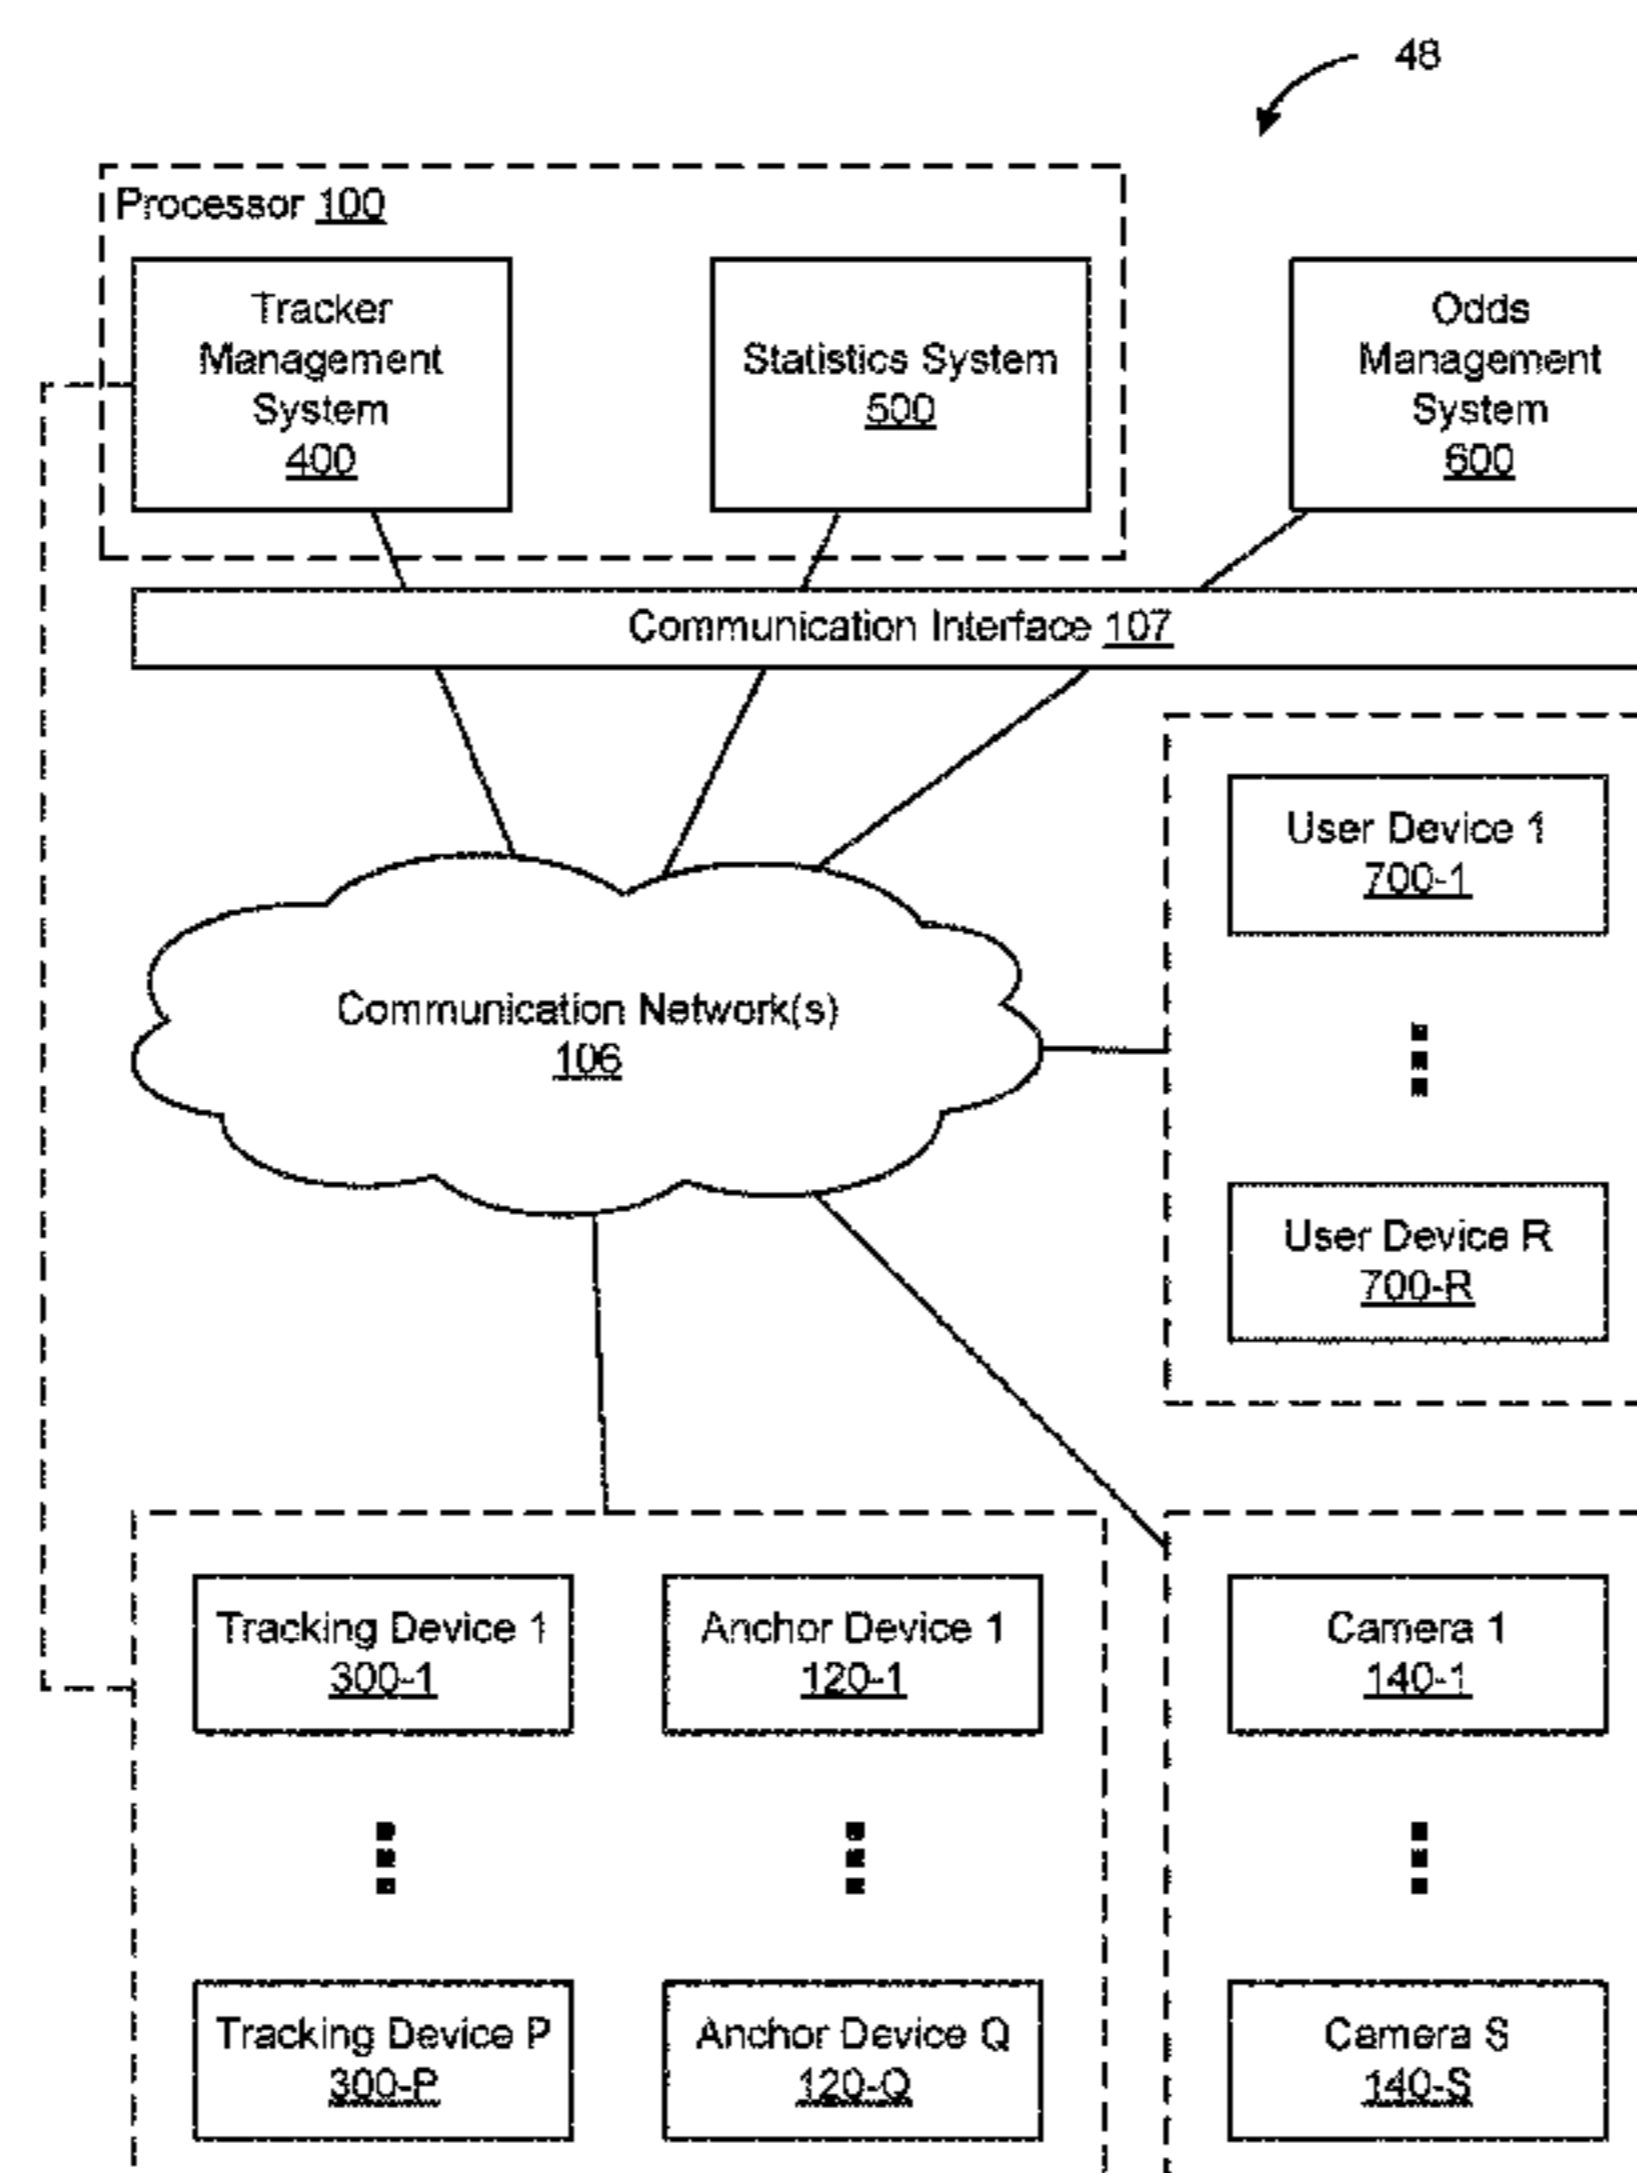 48
Processor 100
Tracker
Management
System
400
Statistics System
500
Odds
Management
System
600
Communication Interface 107
User Device 1
700-1
Communication Network(s)
106
User Device R
700-R
Tracking Device 1
300-1
Anchor Device 1
120-1
Camera 1
140-1
Tracking Device P
300-P
Anchor Device Q
120-Q
Camera S
140-S